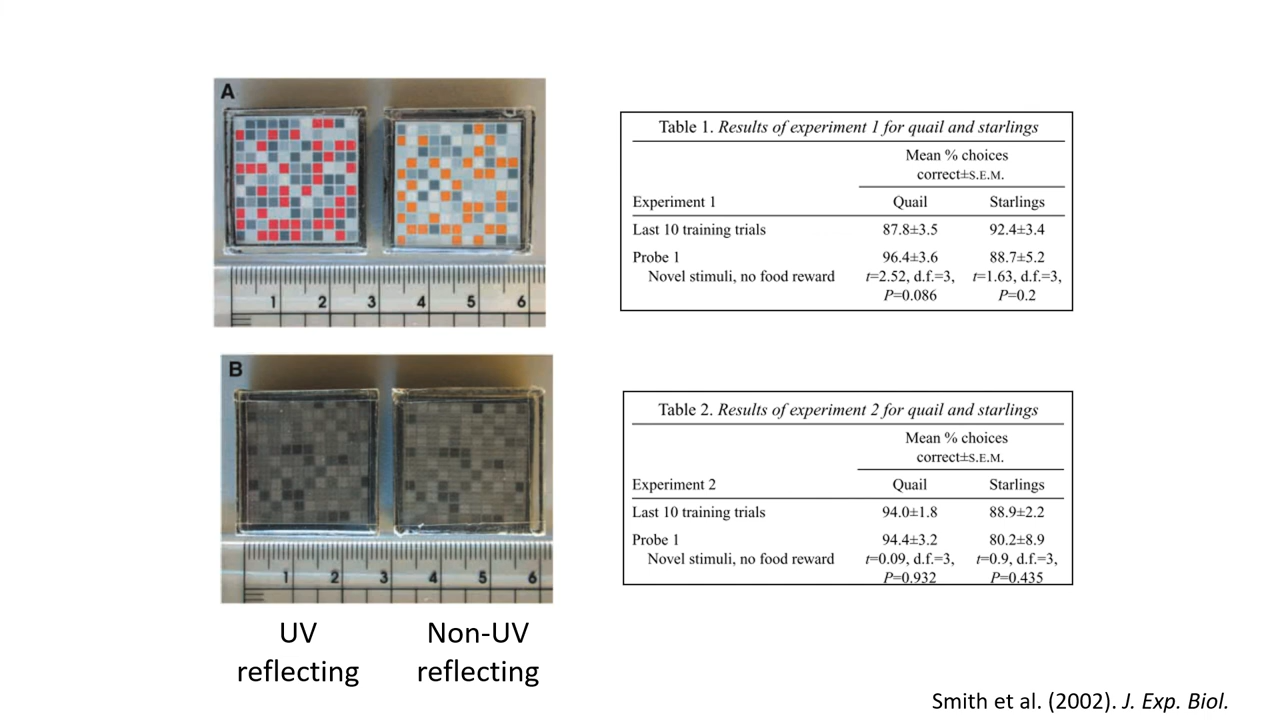 A
1 2 3 4 5 6
Table 1. Results of experiment 1 for quail and starlings
Mean % choices
correct±S.E.M.
Experiment 1 Quail Starlings
Last 10 training trials 87.8±3.5 92.4±3.4
Probe 1 96.4±3.6 88.7±5.2
Novel stimuli, no food reward t=2.52, d.f.=3, t=1.63, d.f.=3,
P=0.086 P=0.2
B
1 2 3 4 5 6
Table 2. Results of experiment 2 for quail and starlings
Mean % choices
correct±S.E.M.
Experiment 2 Quail Starlings
Last 10 training trials 94.0±1.8 88.9±2.2
Probe 1 94.4±3.2 80.2±8.9
Novel stimuli, no food reward t=0.09, d.f.=3, t=0.9, d.f.=3,
P=0.932 P=0.435
UV
reflecting
Non-UV
reflecting
Smith et al. (2002). J. Exp. Biol.